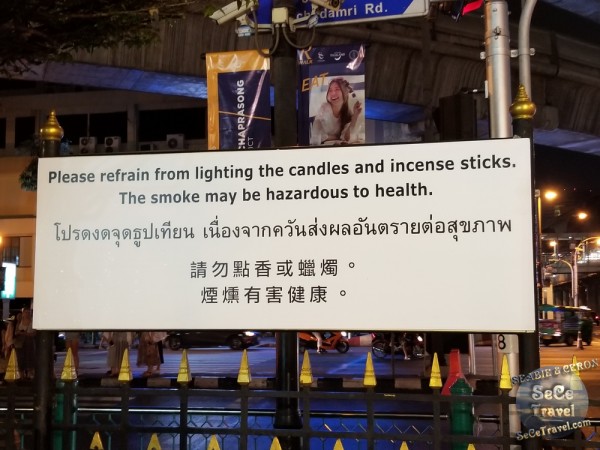 chadamri Rd.
EAT
CHAPRASONG
Please refrain from lighting the candles and incense sticks.
The smoke may be hazardous to health.
โปรดงดจุดธูปเทียน เนื่องจากควันส่งผลอันตรายต่อสุขภาพ
請勿點香或蠟燭。
煙燻有害健康 。
8
SeCe
Travel
SeCeTravel.com